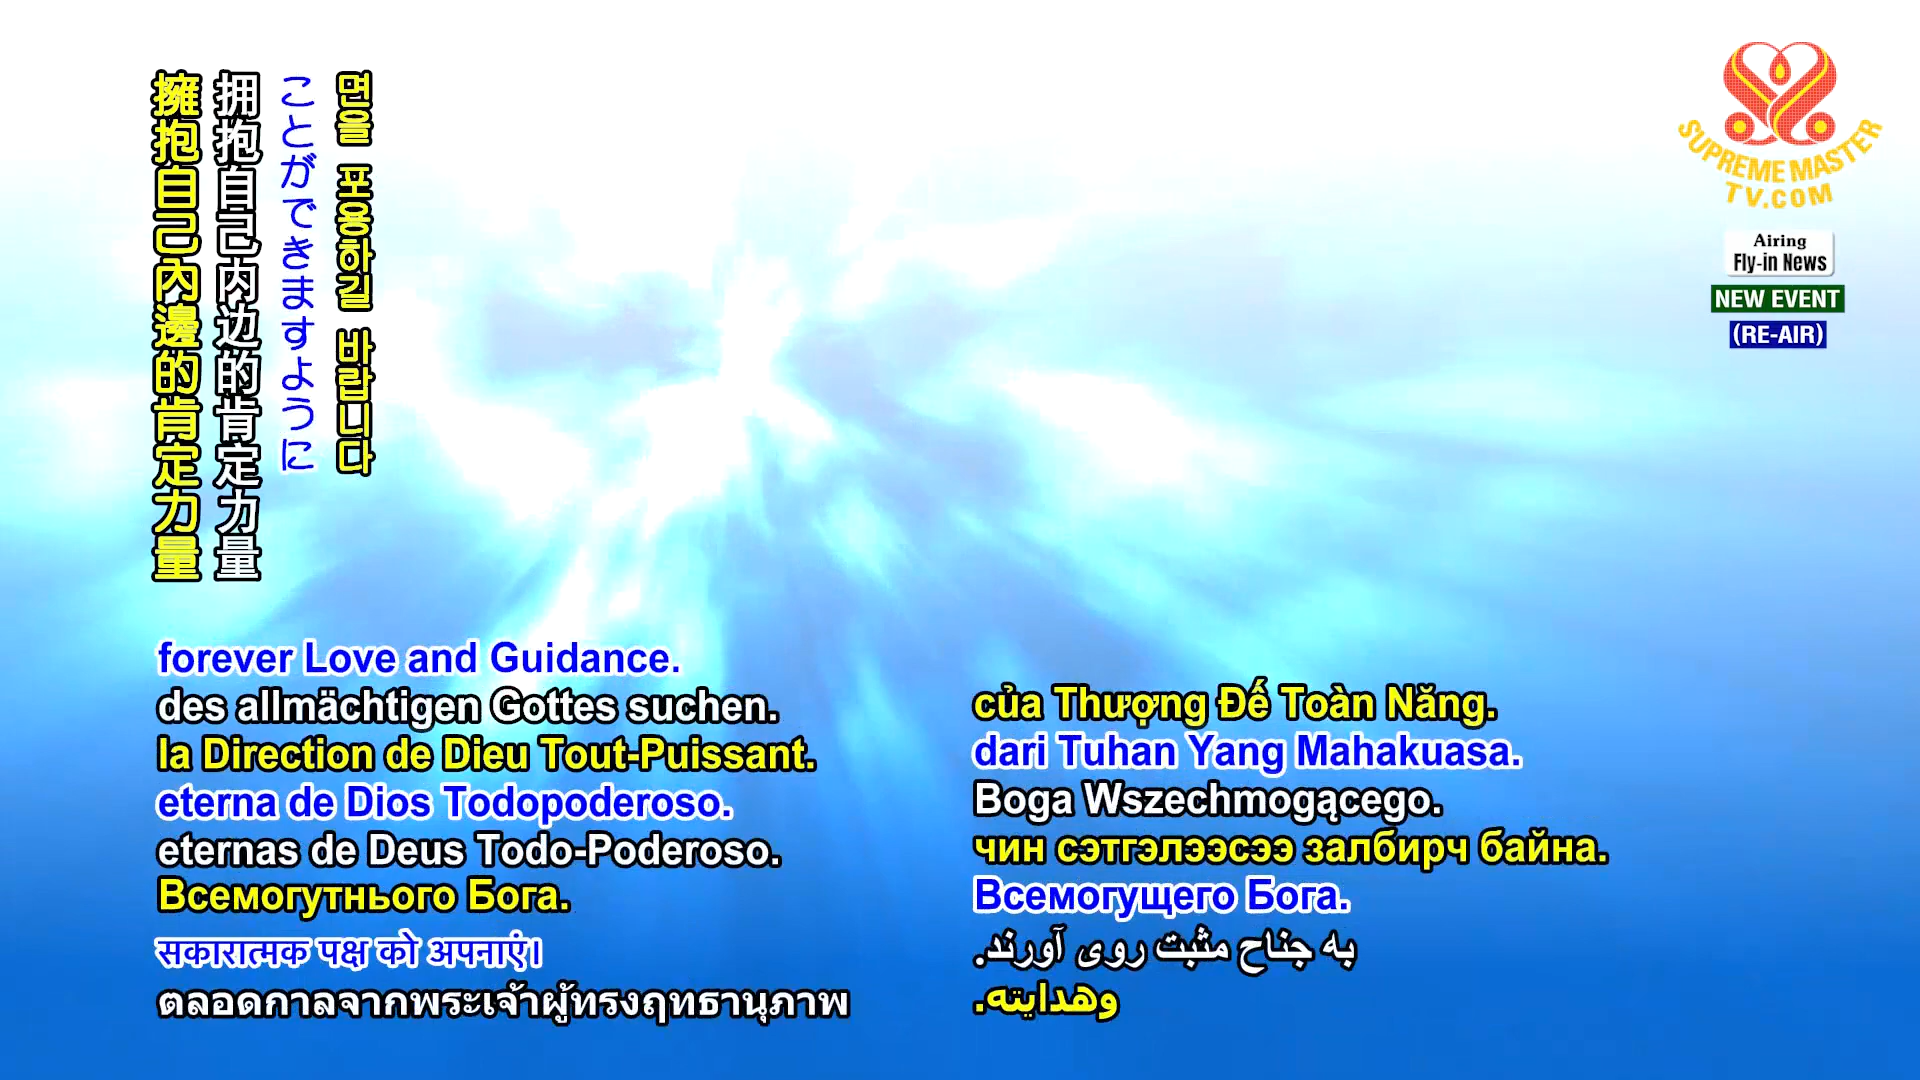 擁抱自己內邊的肯定力量
拥抱自己内边的肯定力量
ことができますように
면을 포용하길 바랍니다
forever Love and Guidance.
des allmächtigen Gottes suchen.
la Direction de Dieu Tout-Puissant.
eterna de Dios Todopoderoso.
eternas de Deus Todo-Poderoso.
Всемогутнього Бога.
सकारात्मक पक्ष को अपनाएं।
ตลอดกาลจากพระเจ้าผู้ทรงฤทธานุภาพ
của Thượng Đế Toàn Năng.
dari Tuhan Yang Mahakuasa.
Boga Wszechmogącego.
чин сэтгэлээсээ залбирч байна.
Всемогущего Бога.
به جناح مثبت روی آورند.
وهدايته.
SUPREME MASTER
TV.COM
Airing
Fly-in News
NEW EVENT
(RE-AIR)